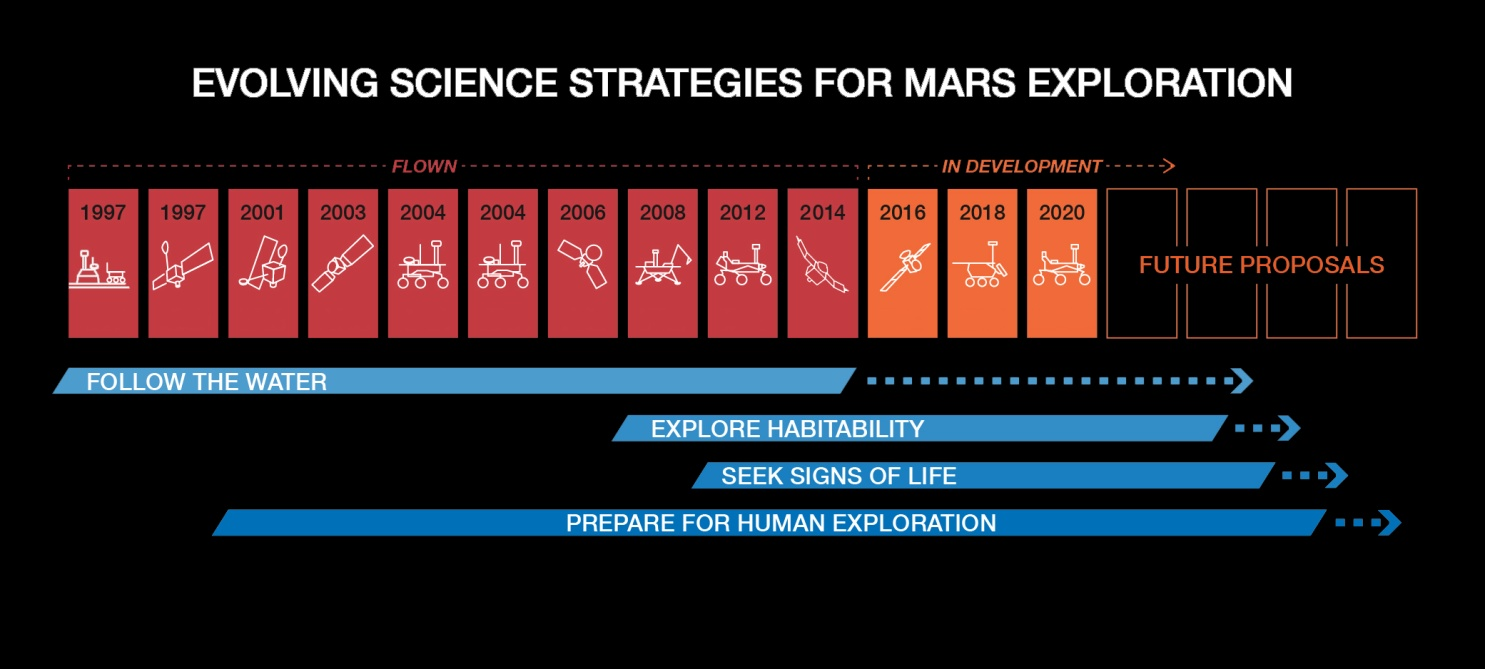 EVOLVING SCIENCE STRATEGIES FOR MARS EXPLORATION
FLOWN
IN DEVELOPMENT
1997 1997 2001 2003 2004 2004 2006 2008 2012 2014 2016 2018 2020
FUTURE PROPOSALS
FOLLOW THE WATER
EXPLORE HABITABILITY
SEEK SIGNS OF LIFE
PREPARE FOR HUMAN EXPLORATION